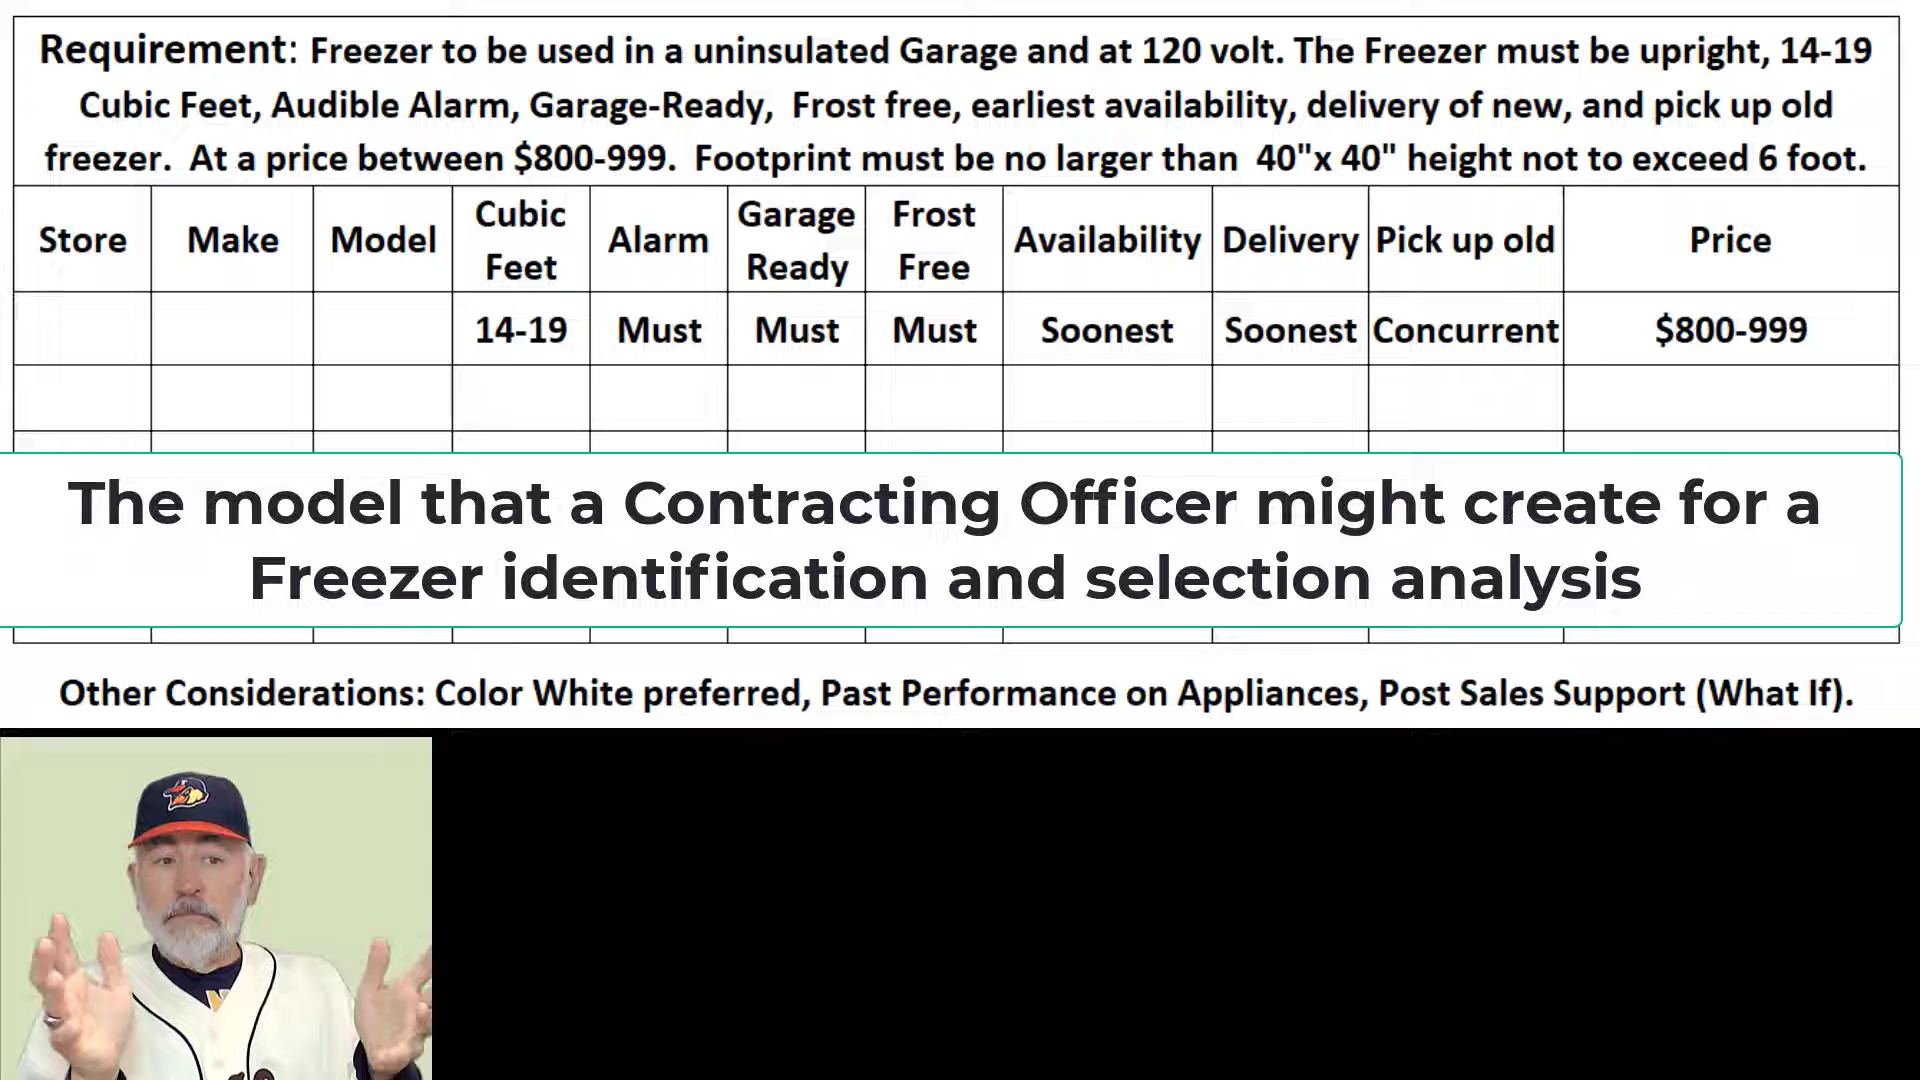 Requirement: Freezer to be used in a uninsulated Garage and at 120 volt. The Freezer must be upright, 14-19
Cubic Feet, Audible Alarm, Garage-Ready, Frost free, earliest availability, delivery of new, and pick up old
freezer. At a price between $800-999. Footprint must be no larger than 40"x 40" height not to exceed 6 foot.
Store Make Model Cubic Feet Alarm Garage Ready Frost Free Availability Delivery Pick up old Price
14-19 Must Must Must Soonest Soonest Concurrent $800-999
The model that a Contracting Officer might create for a
Freezer identification and selection analysis
Other Considerations: Color White preferred, Past Performance on Appliances, Post Sales Support (What If).